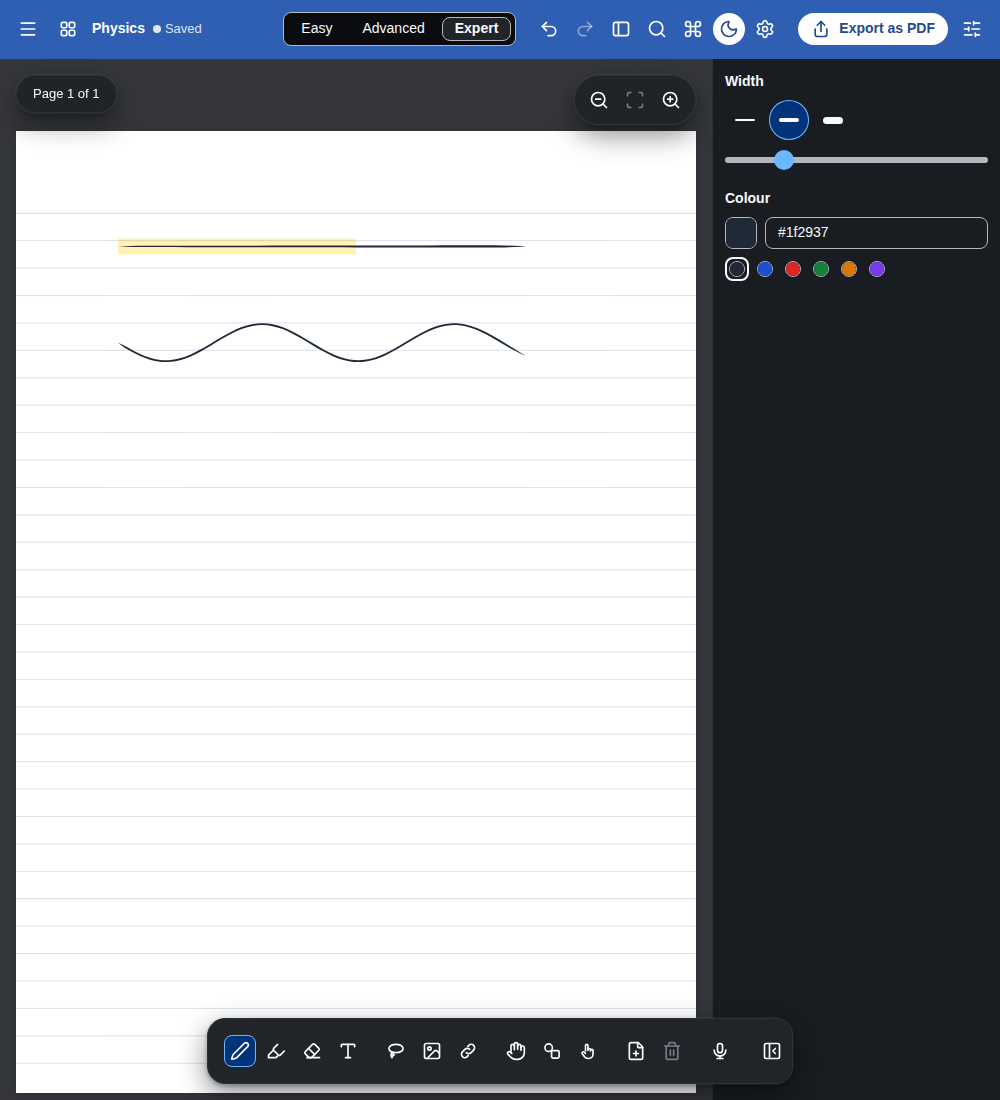 Physics
Saved
Easy
Advanced
Expert
Export as PDF
Page 1 of 1
Width
Colour
#1f2937